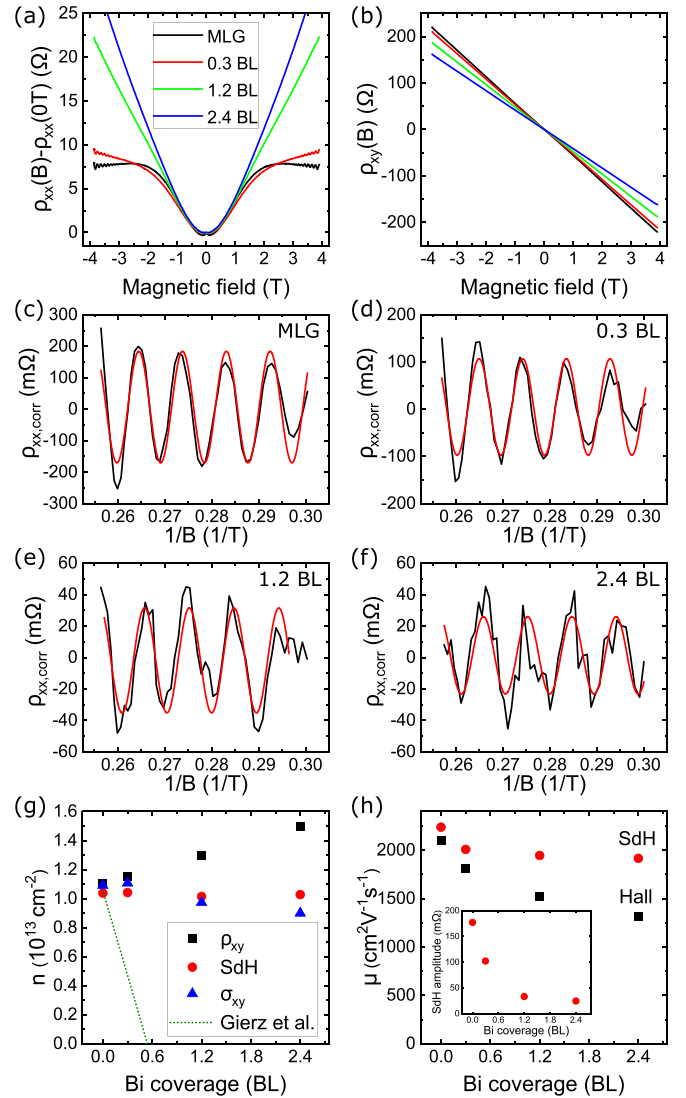 (a)
25
20
15
10
5
0
ρxx(B)-ρxx(0T) (Ω)
MLG
0.3 BL
1.2 BL
2.4 BL
-4 -3 -2 -1 0 1 2 3 4
Magnetic field (T)
(b)
200
100
0
-100
-200
ρxy(B) (Ω)
-4 -3 -2 -1 0 1 2 3 4
Magnetic field (T)
(c)
MLG
300
200
100
0
-100
-200
-300
ρxx,corr (mΩ)
0.26 0.27 0.28 0.29 0.30
1/B (1/T)
(d)
0.3 BL
200
100
0
-100
-200
ρxx,corr (mΩ)
0.26 0.27 0.28 0.29 0.30
1/B (1/T)
(e)
1.2 BL
60
40
20
0
-20
-40
-60
ρxx,corr (mΩ)
0.26 0.27 0.28 0.29 0.30
1/B (1/T)
(f)
2.4 BL
60
40
20
0
-20
-40
-60
ρxx,corr (mΩ)
0.26 0.27 0.28 0.29 0.30
1/B (1/T)
(g)
1.6
1.4
1.2
1.0
0.8
0.6
0.4
0.2
0.0
n (10¹³ cm⁻²)
ρxy
SdH
σxy
Gierz et al.
0.0 0.6 1.2 1.8 2.4
Bi coverage (BL)
(h)
2000
1500
1000
500
0
μ (cm²V⁻¹s⁻¹)
SdH
Hall
200
150
100
50
0
SdH amplitude (mΩ)
0.0 0.6 1.2 1.8 2.4
Bi coverage (BL)
0.0 0.6 1.2 1.8 2.4
Bi coverage (BL)